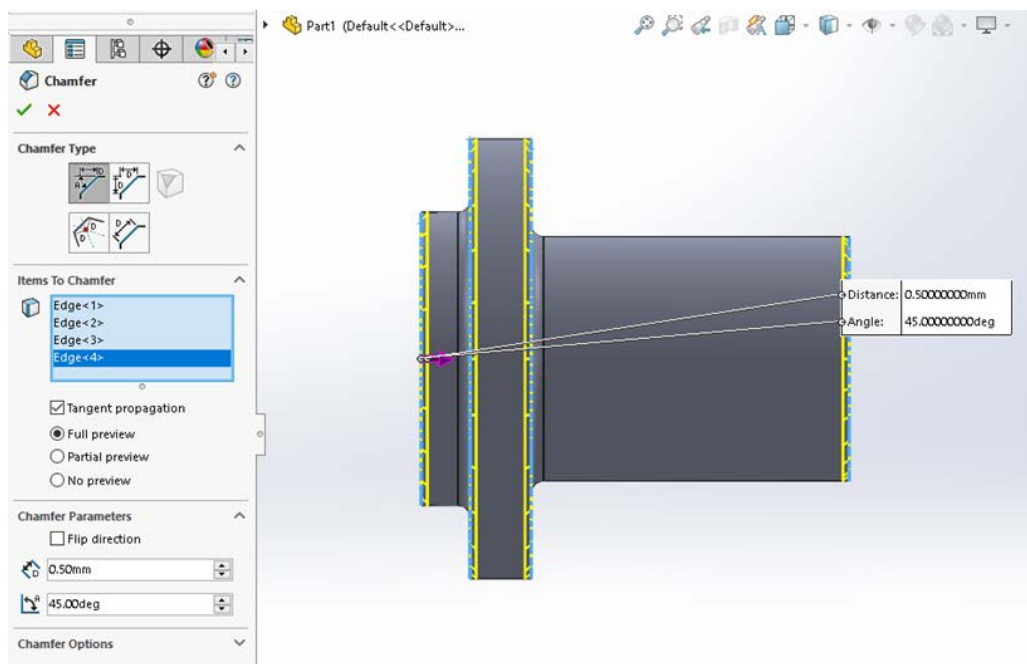 Part1 (Default<<Default>...
Chamfer
Chamfer Type
Items To Chamfer
Edge<1>
Edge<2>
Edge<3>
Edge<4>
Tangent propagation
Full preview
Partial preview
No preview
Chamfer Parameters
Flip direction
0.50mm
45.00deg
Chamfer Options
Distance: 0.50000000mm
Angle: 45.00000000deg